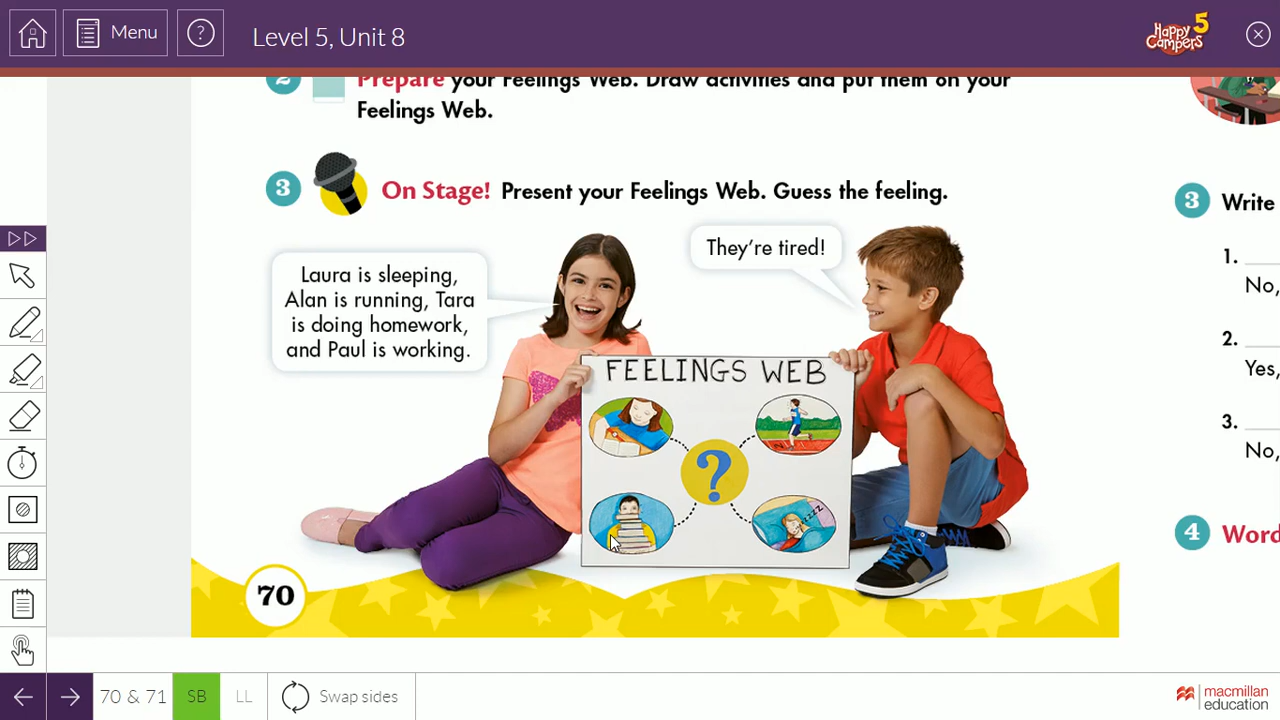 Menu
?
Level 5, Unit 8
Happy Campers 5
2 Prepare your Feelings Web. Draw activities and put them on your
Feelings Web.
3 On Stage! Present your Feelings Web. Guess the feeling.
Laura is sleeping,
Alan is running, Tara
is doing homework,
and Paul is working.
They're tired!
FEELINGS WEB
?
zzz
70
3 Write
1.
No,
2.
Yes,
3.
No,
4 Word
70 & 71
SB
LL
Swap sides
macmillan
education